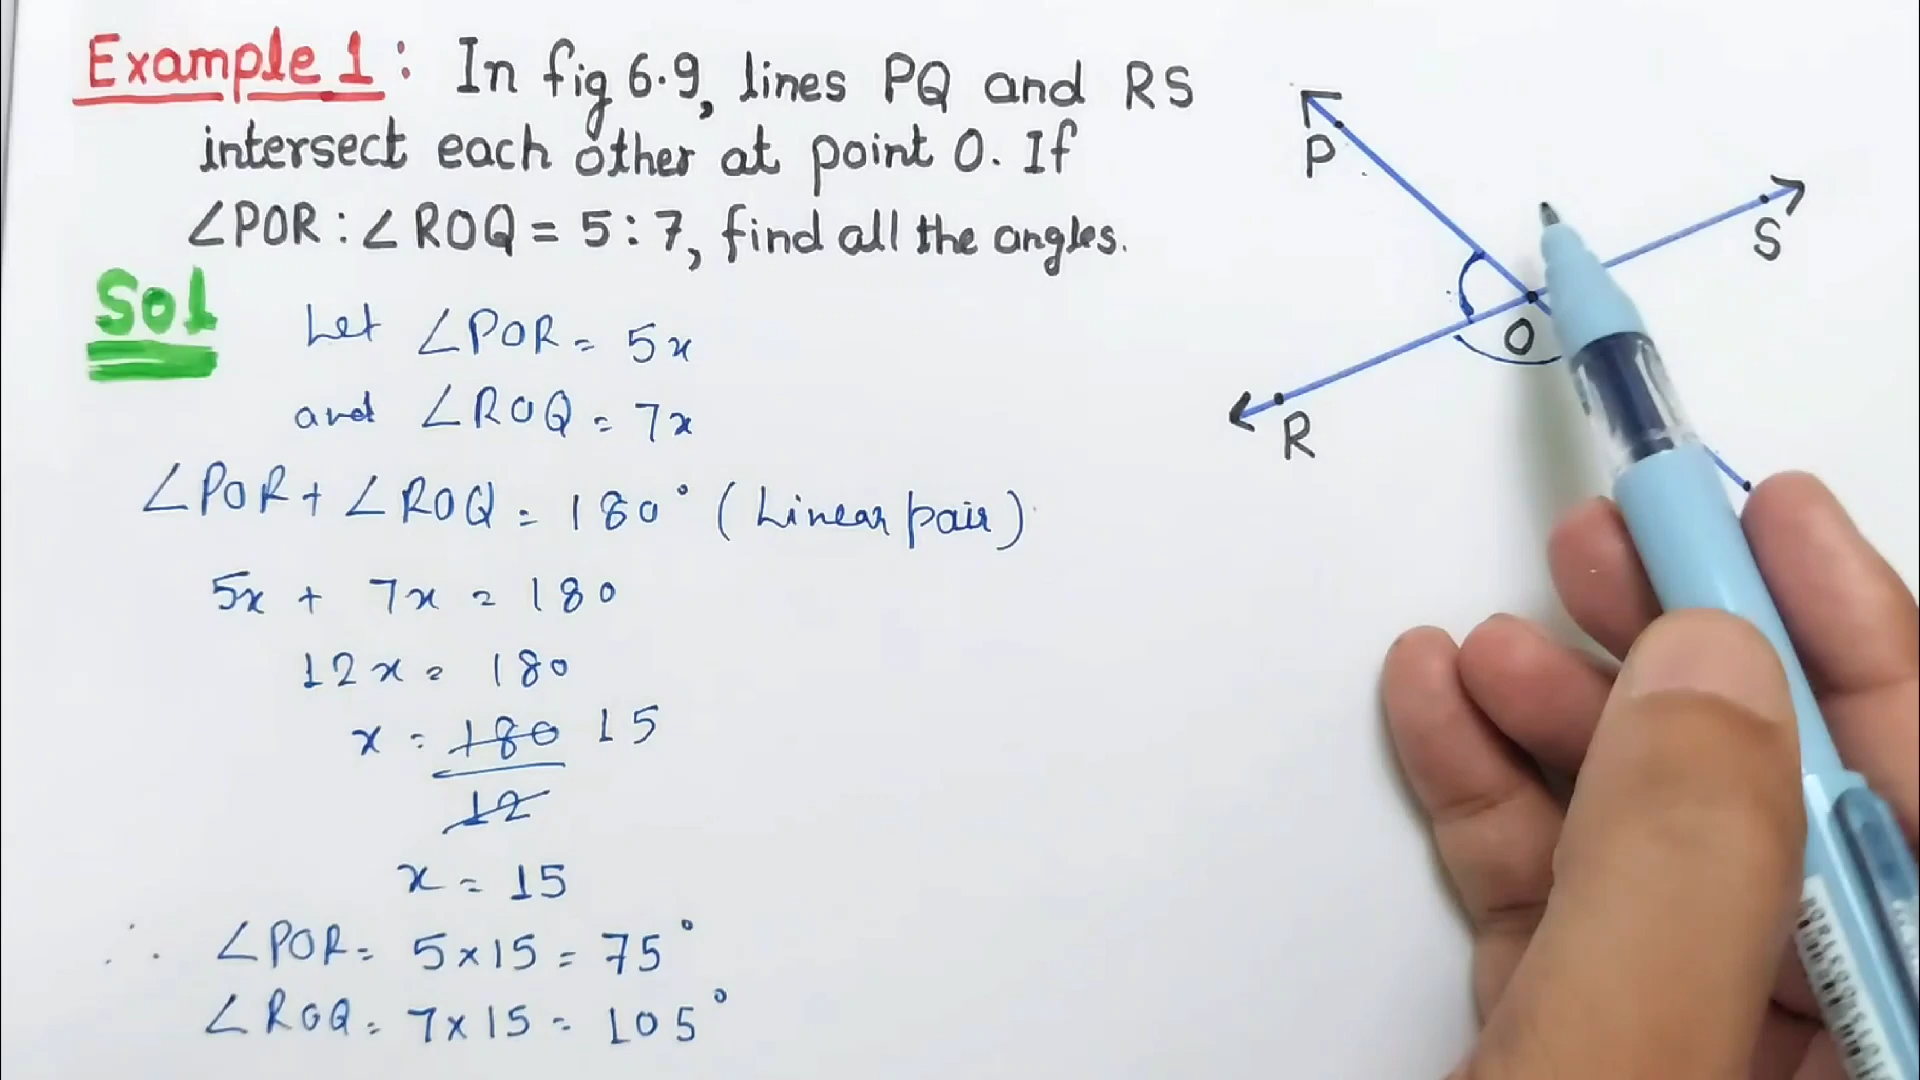 Example 1 : In fig 6.9, lines PQ and RS
intersect each other at point O. If
∠POR : ∠ROQ = 5 : 7, find all the angles.
Sol
Let ∠POR = 5x
and ∠ROQ = 7x
∠POR + ∠ROQ = 180° (Linear pair)
5x + 7x = 180
12x = 180
x = 180 15
12
x = 15
∴ ∠POR = 5 × 15 = 75°
∠ROQ = 7 × 15 = 105°
P
S
O
R